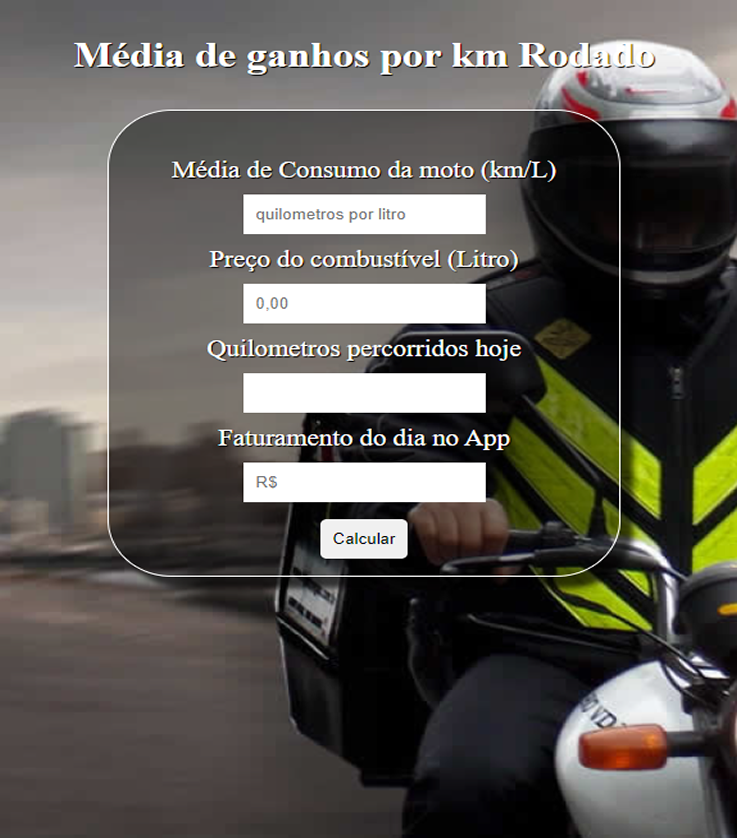 Média de ganhos por km Rodado
Média de Consumo da moto (km/L)
quilometros por litro
Preço do combustível (Litro)
0,00
Quilometros percorridos hoje
Faturamento do dia no App
R$
Calcular